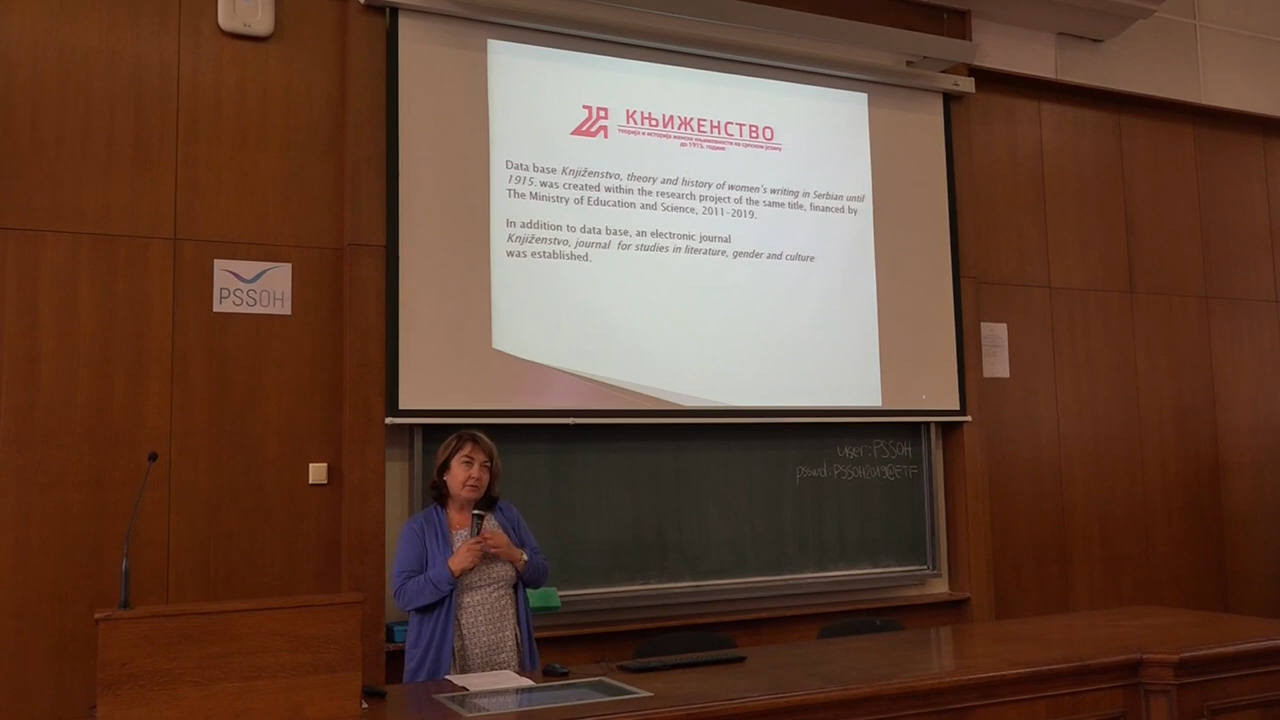 КЊИЖЕНСТВО
теорија и историја женске књижевности на српском језику
до 1915. године
Data base Knjiženstvo, theory and history of women's writing in Serbian until
1915. was created within the research project of the same title, financed by
The Ministry of Education and Science, 2011-2019.
In addition to data base, an electronic journal
Knjiženstvo, journal for studies in literature, gender and culture
was established.
PSSOH
user: PSSOH
psswd: PSSOH2019@ETF